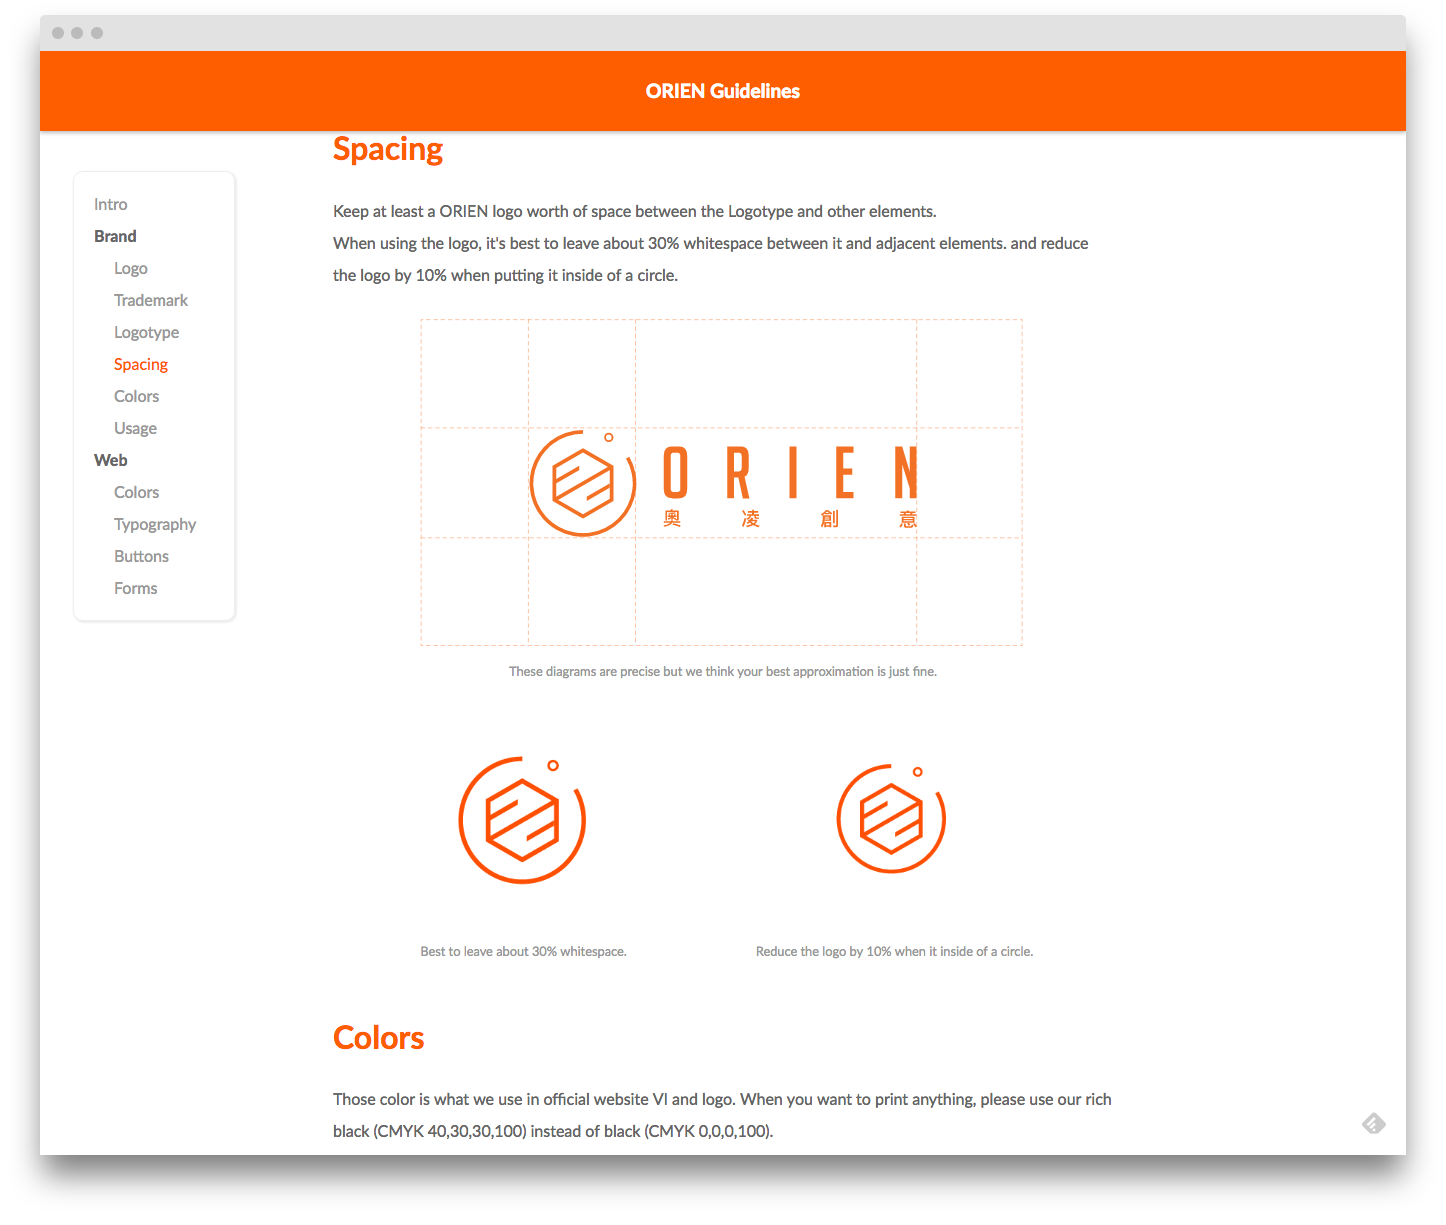 ORIEN Guidelines
Intro
Brand
Logo
Trademark
Logotype
Spacing
Colors
Usage
Web
Colors
Typography
Buttons
Forms
Spacing
Keep at least a ORIEN logo worth of space between the Logotype and other elements.
When using the logo, it's best to leave about 30% whitespace between it and adjacent elements. and reduce
the logo by 10% when putting it inside of a circle.
ORIEN
奧凌創意
These diagrams are precise but we think your best approximation is just fine.
Best to leave about 30% whitespace.
Reduce the logo by 10% when it inside of a circle.
Colors
Those color is what we use in official website VI and logo. When you want to print anything, please use our rich
black (CMYK 40,30,30,100) instead of black (CMYK 0,0,0,100).